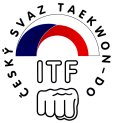 ČESKÝ SVAZ TAEKWON-DO
ITF